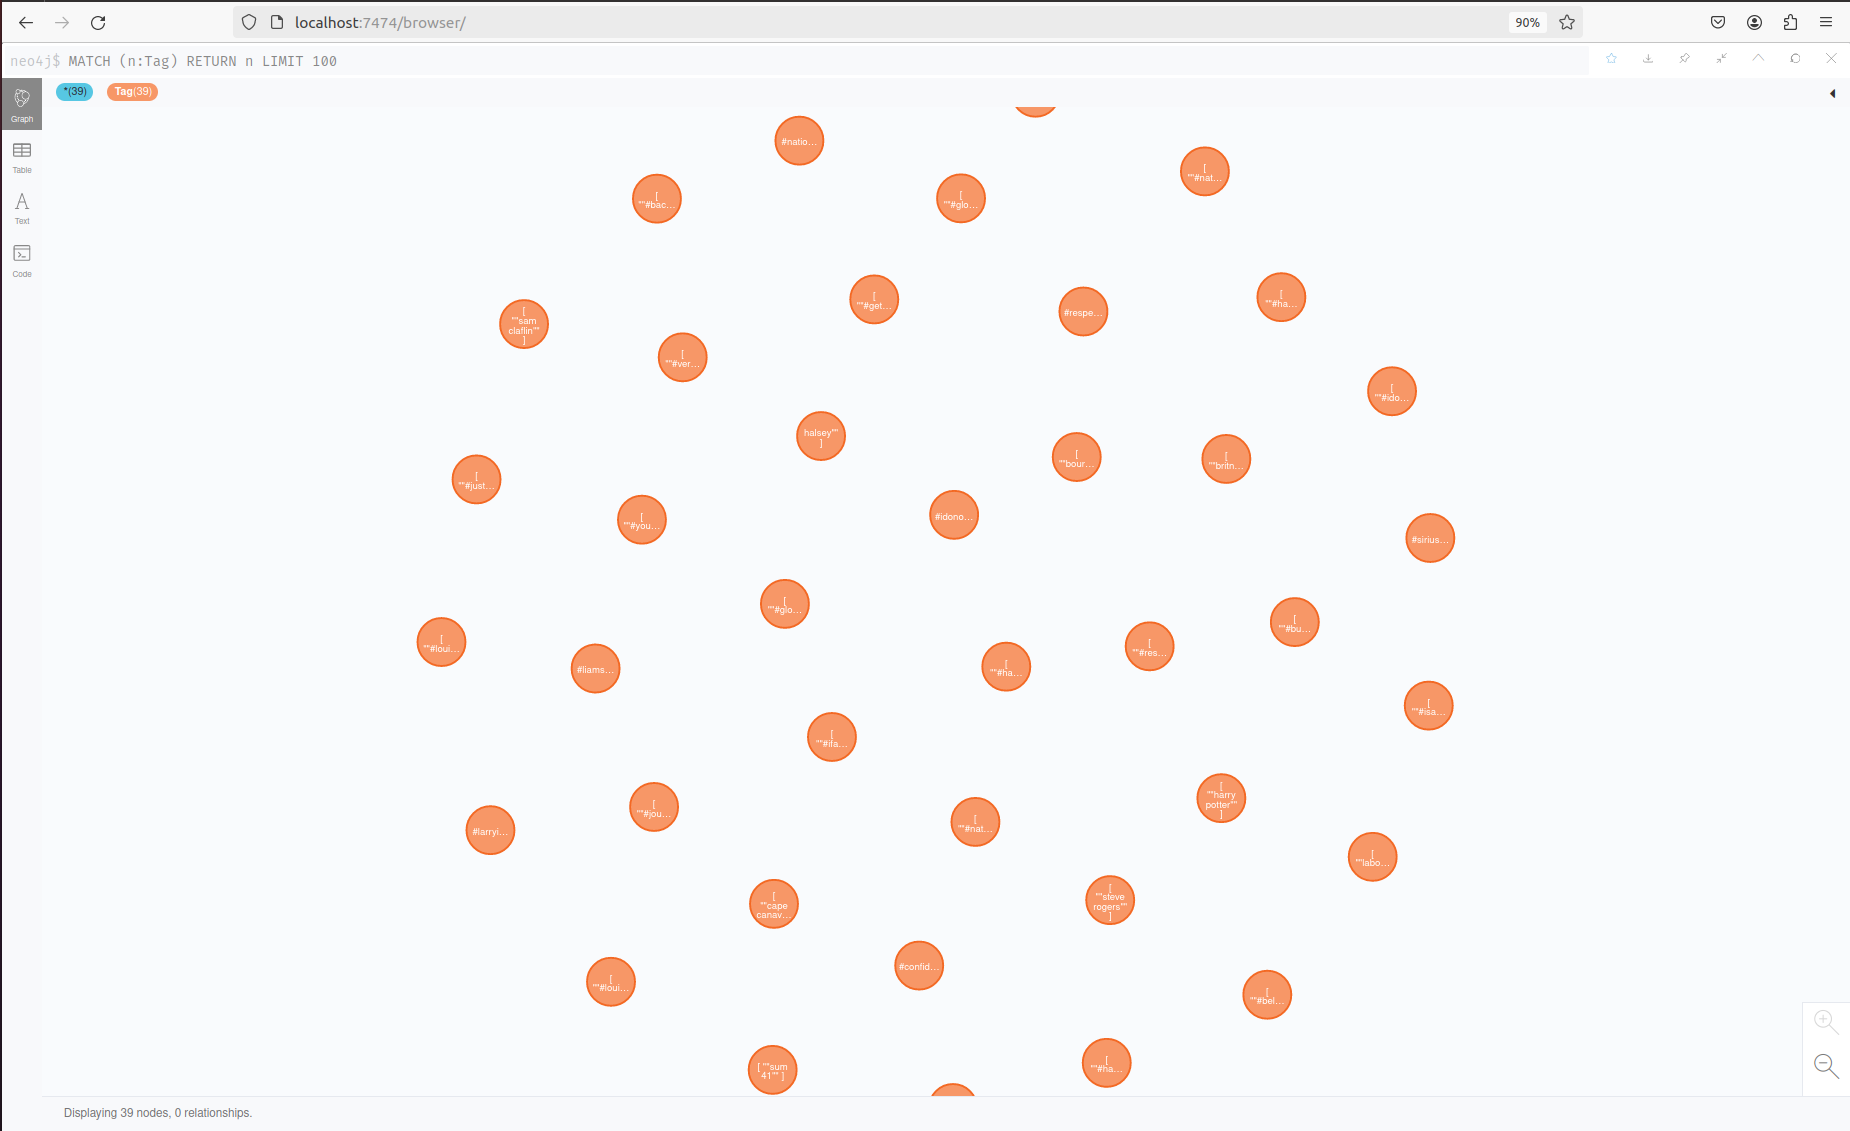 localhost:7474/browser/
90%
neo4j$ MATCH (n:Tag) RETURN n LIMIT 100
*(39)
Tag(39)
Graph
Table
Text
Code
#natio…
[
""#nat…
[
""#bac…
[
""#glo…
[
""#get…
#respe…
[
""#ha…
[
""sam
claflin""
]
[
""#ver…
[
""#ido…
halsey""
]
[
""bour…
[
""britn…
[
""#just…
[
""#you…
#idono…
#sirius…
[
""#glo…
[
""#bu…
[
""#loui…
#liams…
[
""#ha…
[
""#res…
[
""#isa…
[
""#ifa…
[
""harry
potter""
]
[
""#jou…
#larryi…
[
""#nat…
[
""labo…
[
""cape
canav…
[
""steve
rogers""
]
#confid…
[
""#loui…
[
""#bel…
[ ""sum
41"" ]
[
""#ha…
Displaying 39 nodes, 0 relationships.